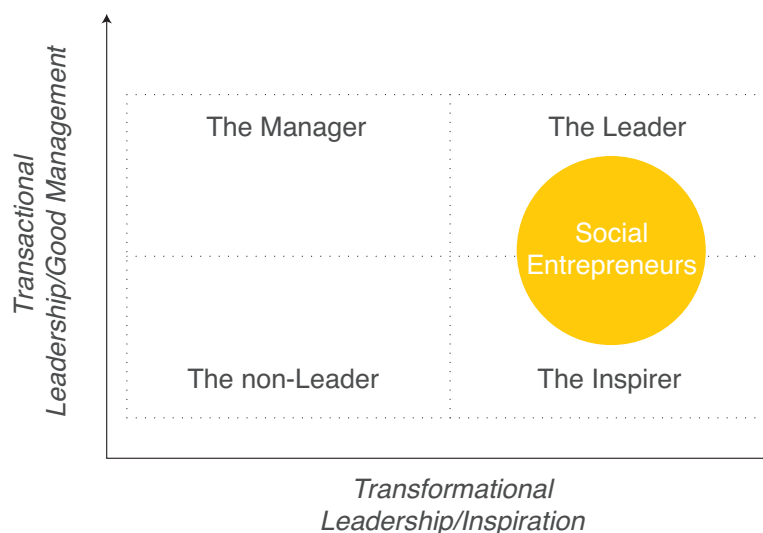 Transactional
Leadership/Good Management
The Manager
The Leader
Social
Entrepreneurs
The non-Leader
The Inspirer
Transformational
Leadership/Inspiration